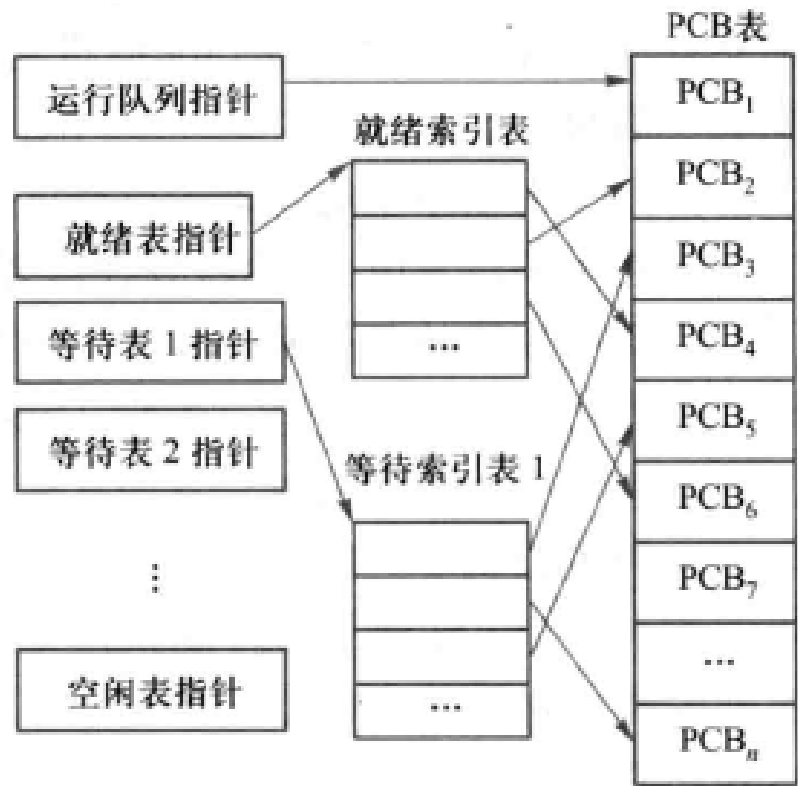 PCB表
运行队列指针
PCB₁
就绪索引表
PCB₂
就绪表指针
PCB₃
等待表 1 指针
PCB₄
…
PCB₅
等待表 2 指针
等待索引表 1
PCB₆
PCB₇
⋮
…
空闲表指针
…
PCBₙ